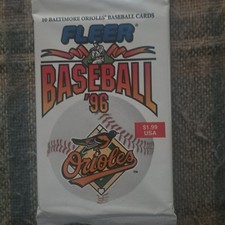 10 BALTIMORE ORIOLES BASEBALL CARDS
FLEER
BASEBALL
'96
$1.99
USA
Orioles